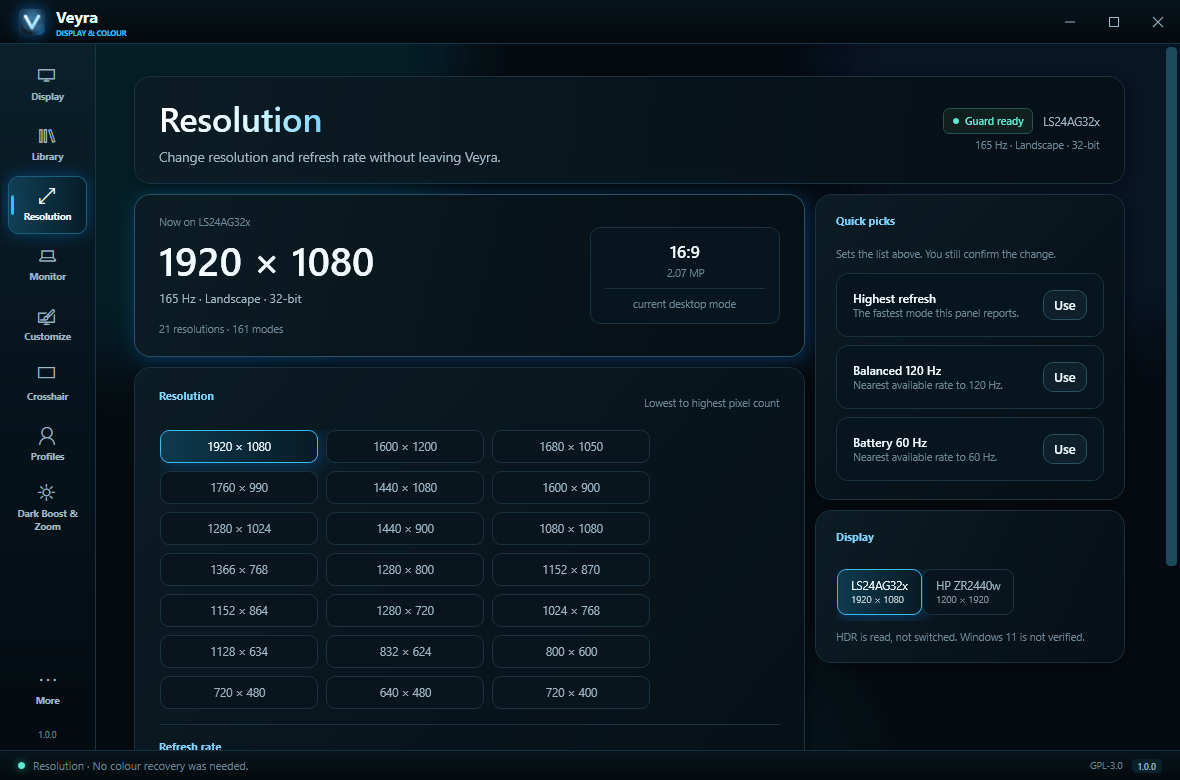 Veyra
DISPLAY & COLOUR
Display
Library
Resolution
Monitor
Customize
Crosshair
Profiles
Dark Boost &
Zoom
More
1.0.0
Resolution
Change resolution and refresh rate without leaving Veyra.
Guard ready
LS24AG32x
165 Hz · Landscape · 32-bit
Now on LS24AG32x
1920 × 1080
165 Hz · Landscape · 32-bit
21 resolutions · 161 modes
16:9
2.07 MP
current desktop mode
Resolution
Lowest to highest pixel count
1920 × 1080 1600 × 1200 1680 × 1050
1760 × 990 1440 × 1080 1600 × 900
1280 × 1024 1440 × 900 1080 × 1080
1366 × 768 1280 × 800 1152 × 870
1152 × 864 1280 × 720 1024 × 768
1128 × 634 832 × 624 800 × 600
720 × 480 640 × 480 720 × 400
Refresh rate
Quick picks
Sets the list above. You still confirm the change.
Highest refresh
The fastest mode this panel reports.
Use
Balanced 120 Hz
Nearest available rate to 120 Hz.
Use
Battery 60 Hz
Nearest available rate to 60 Hz.
Use
Display
LS24AG32x
1920 × 1080
HP ZR2440w
1200 × 1920
HDR is read, not switched. Windows 11 is not verified.
Resolution · No colour recovery was needed.
GPL-3.0 1.0.0